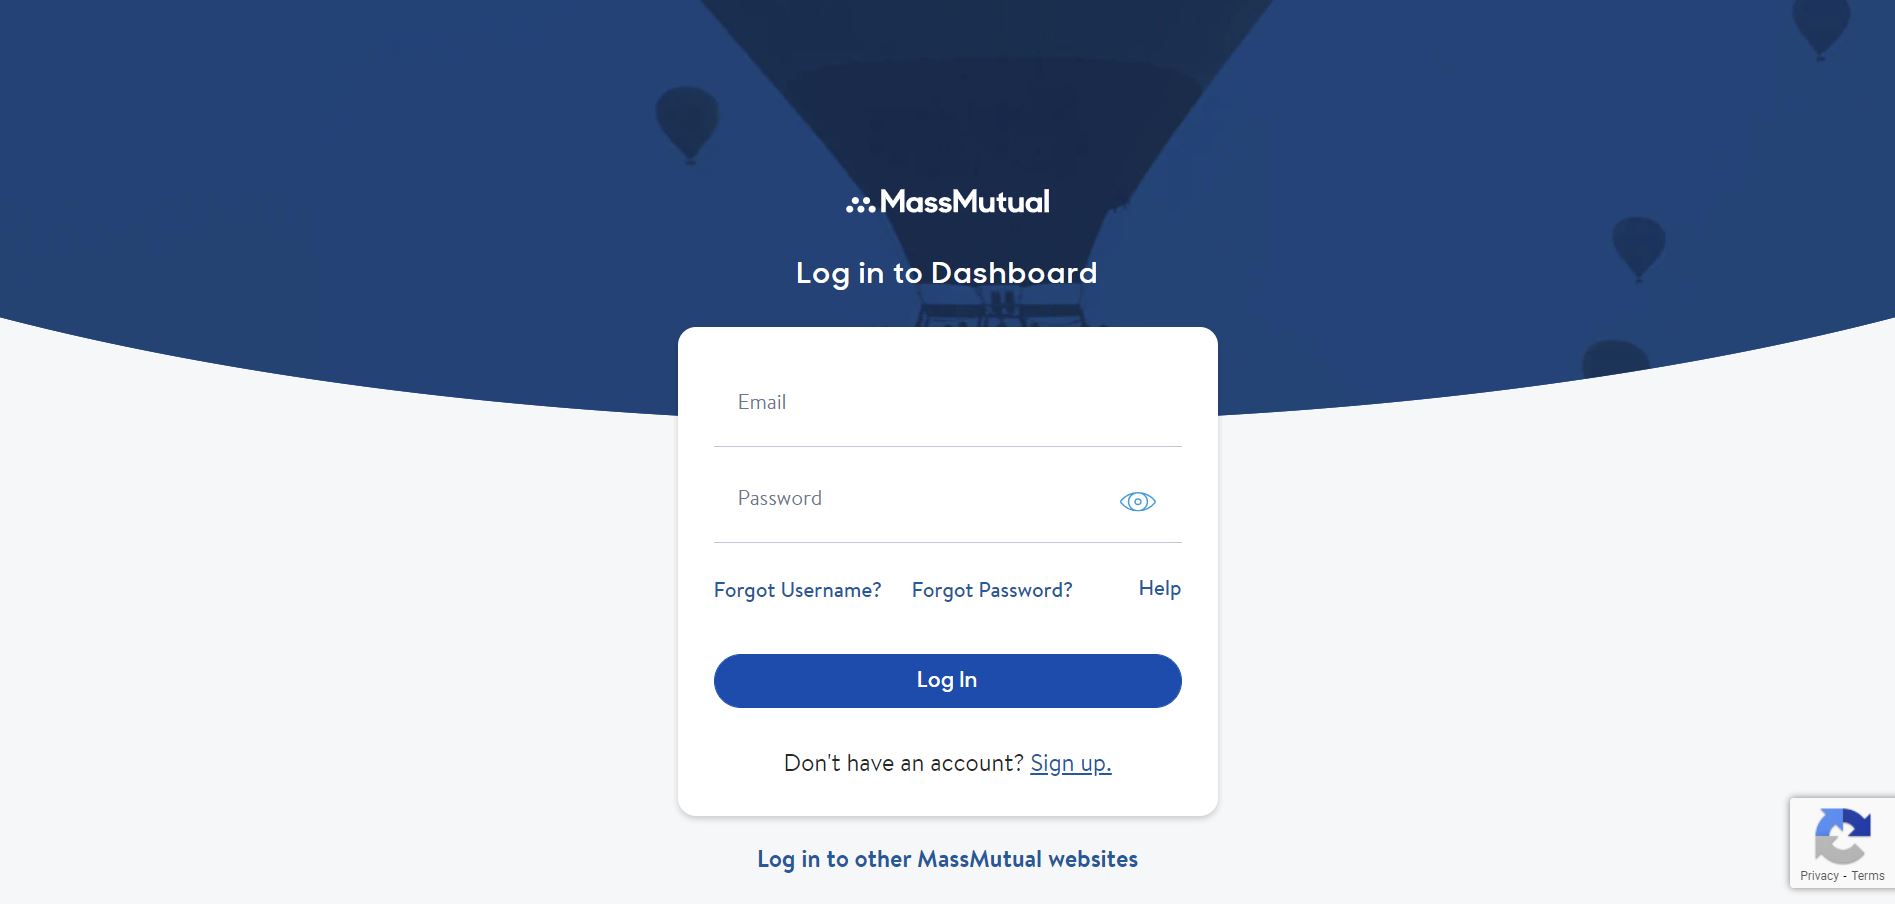 MassMutual
Log in to Dashboard
Email
Password
Forgot Username? Forgot Password? Help
Log In
Don't have an account? Sign up.
Log in to other MassMutual websites
Privacy - Terms